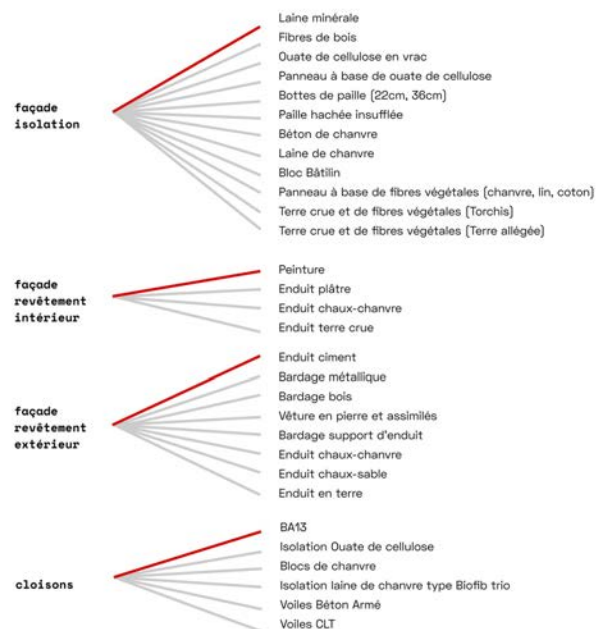 façade
isolation
Laine minérale
Fibres de bois
Ouate de cellulose en vrac
Panneau à base de ouate de cellulose
Bottes de paille (22cm, 36cm)
Paille hachée insufflée
Béton de chanvre
Laine de chanvre
Bloc Bâtilin
Panneau à base de fibres végétales (chanvre, lin, coton)
Terre crue et de fibres végétales (Torchis)
Terre crue et de fibres végétales (Terre allégée)
façade
revêtement
intérieur
Peinture
Enduit plâtre
Enduit chaux-chanvre
Enduit terre crue
façade
revêtement
extérieur
Enduit ciment
Bardage métallique
Bardage bois
Vêture en pierre et assimilés
Bardage support d'enduit
Enduit chaux-chanvre
Enduit chaux-sable
Enduit en terre
cloisons
BA13
Isolation Ouate de cellulose
Blocs de chanvre
Isolation laine de chanvre type Biofib trio
Voiles Béton Armé
Voiles CLT